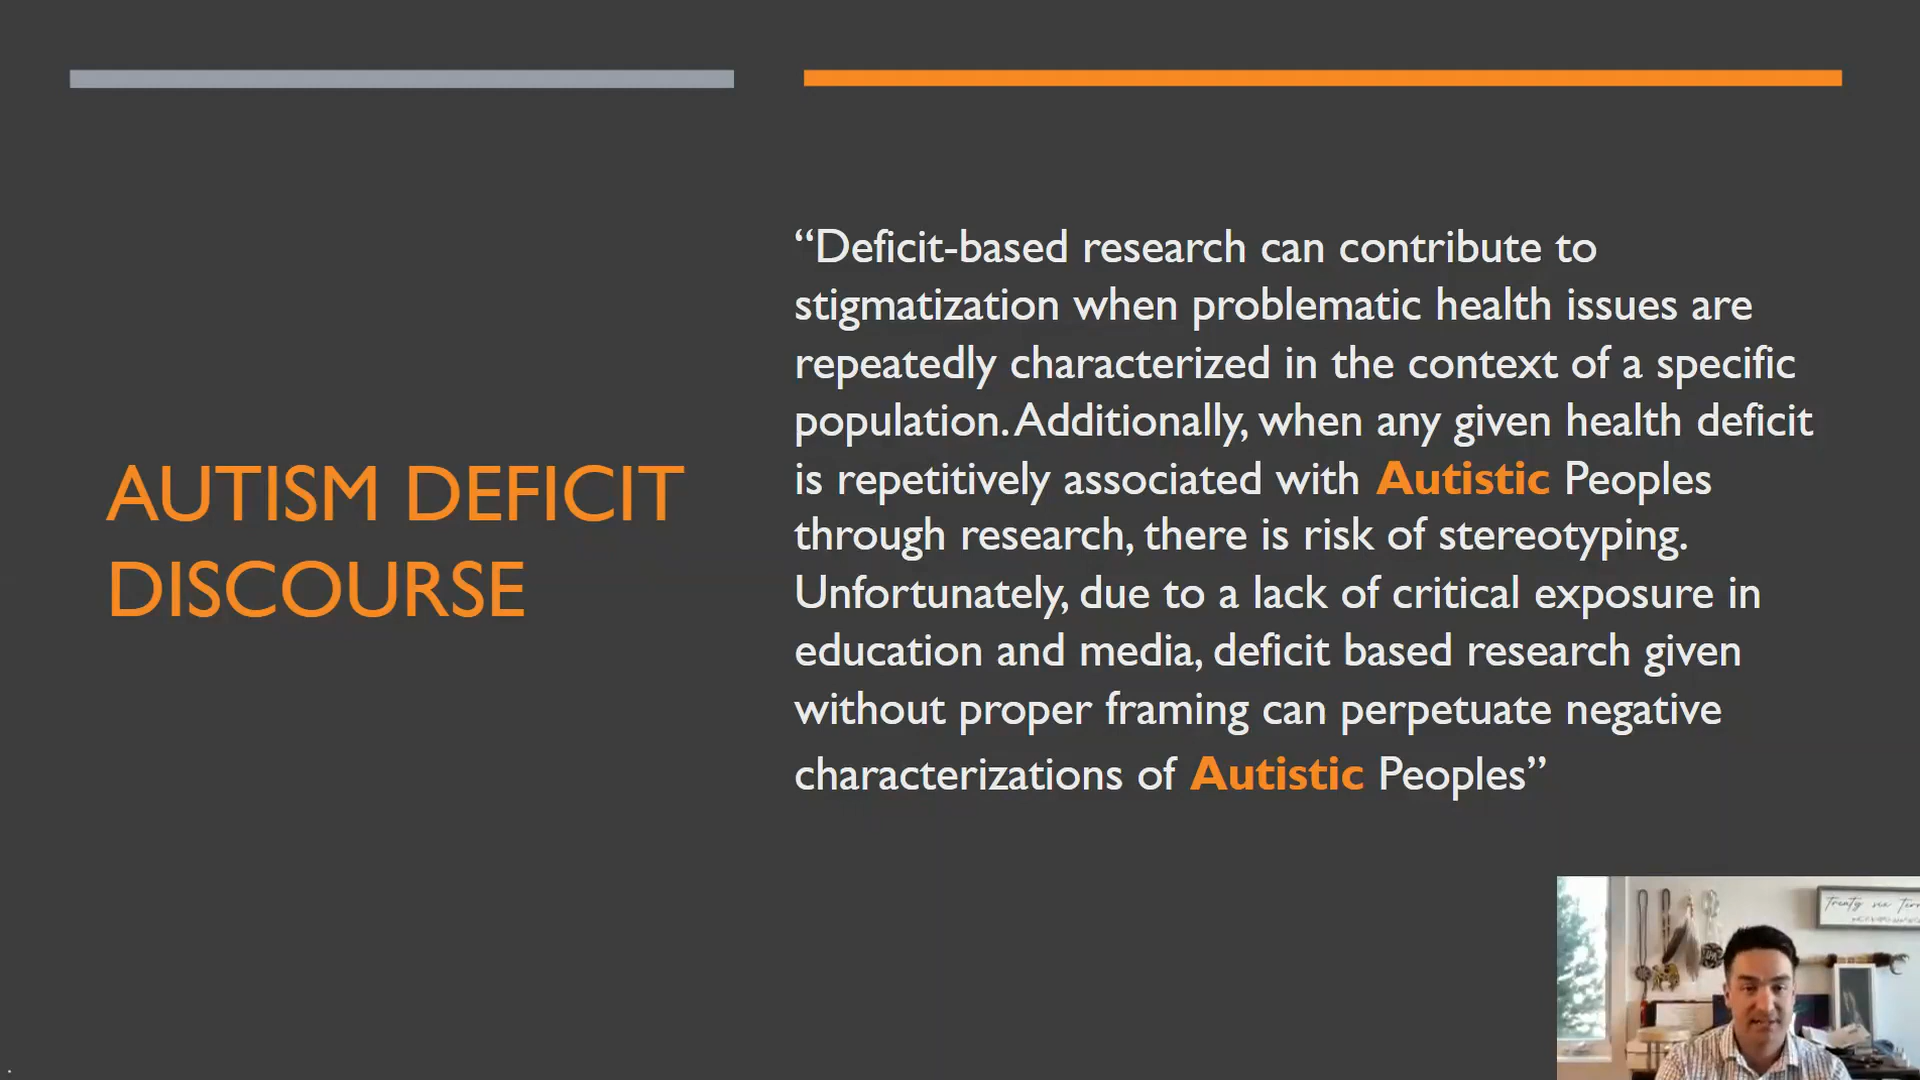 AUTISM DEFICIT
DISCOURSE
“Deficit-based research can contribute to
stigmatization when problematic health issues are
repeatedly characterized in the context of a specific
population. Additionally, when any given health deficit
is repetitively associated with Autistic Peoples
through research, there is risk of stereotyping.
Unfortunately, due to a lack of critical exposure in
education and media, deficit based research given
without proper framing can perpetuate negative
characterizations of Autistic Peoples”
Treaty six Terr